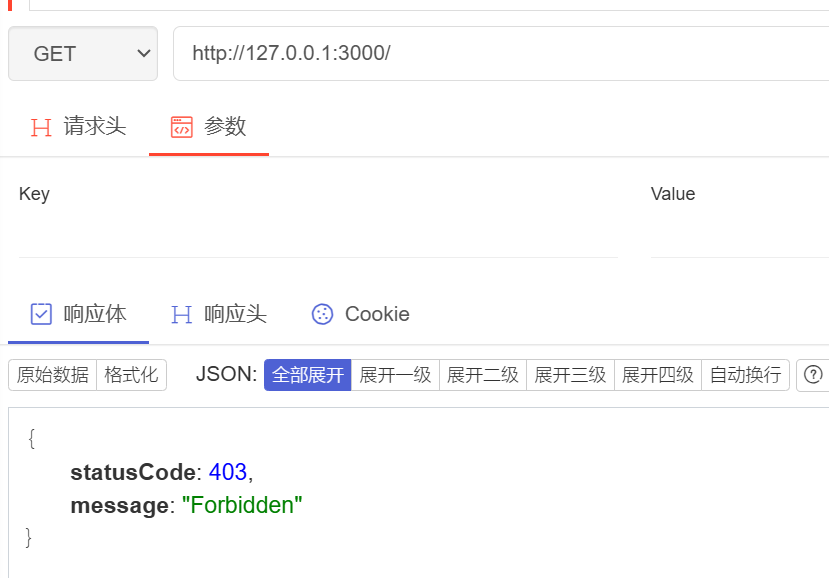 GET http://127.0.0.1:3000/
请求头 参数
Key Value
响应体 响应头 Cookie
原始数据 格式化 JSON: 全部展开 展开一级 展开二级 展开三级 展开四级 自动换行 ?
{
statusCode: 403,
message: "Forbidden"
}